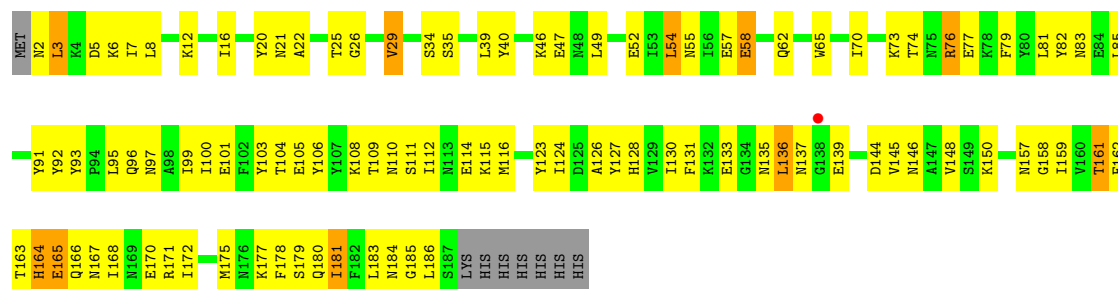 MET N2 L3 K4 D5 K6 I7 L8 K12 I16 Y20 N21 A22 T25 G26 V29 S34 S35 L39 Y40 K46 E47 N48 L49 E52 I53 L54 N55 I56 E57 E58 Q62 W65 I70 K73 T74 N75 R76 E77 K78 F79 Y80 L81 Y82 N83 E84 I85
Y91 Y92 Y93 P94 L95 Q96 N97 A98 I99 I100 E101 F102 Y103 T104 E105 Y106 Y107 K108 T109 N110 S111 I112 N113 E114 K115 M116 Y123 I124 D125 A126 Y127 H128 V129 I130 F131 K132 E133 G134 N135 L136 N137 G138 E139 D144 V145 N146 A147 V148 S149 K150 N157 G158 I159 V160 T161 E162
T163 H164 E165 Q166 N167 I168 N169 E170 R171 I172 M175 N176 K177 F178 S179 Q180 I181 F182 L183 N184 G185 L186 S187 LYS HIS HIS HIS HIS HIS HIS